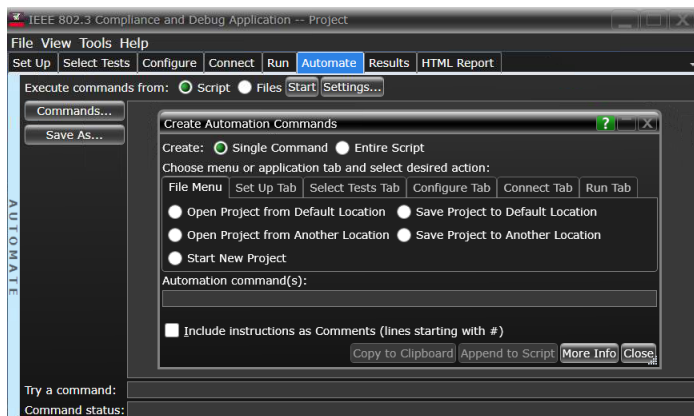 IEEE 802.3 Compliance and Debug Application -- Project
File View Tools Help
Set Up Select Tests Configure Connect Run Automate Results HTML Report
Execute commands from: Script Files Start Settings...
Commands...
Save As...
AUTOMATE
Create Automation Commands ?
Create: Single Command Entire Script
Choose menu or application tab and select desired action:
File Menu Set Up Tab Select Tests Tab Configure Tab Connect Tab Run Tab
Open Project from Default Location Save Project to Default Location
Open Project from Another Location Save Project to Another Location
Start New Project
Automation command(s):
Include instructions as Comments (lines starting with #)
Copy to Clipboard Append to Script More Info Close
Try a command:
Command status: